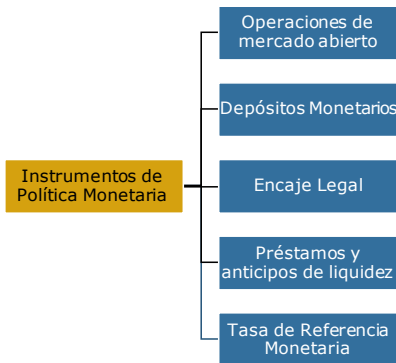 Operaciones de
mercado abierto
Depósitos Monetarios
Instrumentos de
Política Monetaria
Encaje Legal
Préstamos y
anticipos de liquidez
Tasa de Referencia
Monetaria